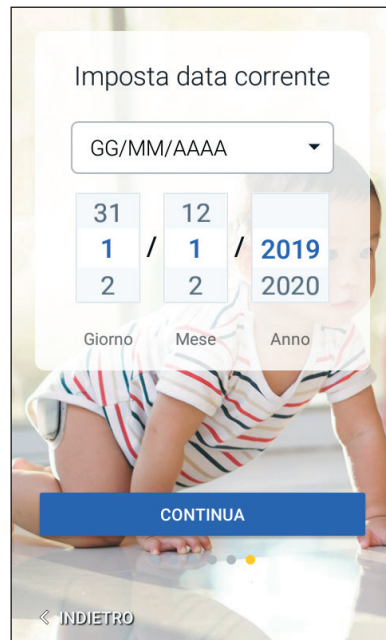 Imposta data corrente
GG/MM/AAAA
31 12
1 / 1 / 2019
2 2 2020
Giorno Mese Anno
CONTINUA
INDIETRO